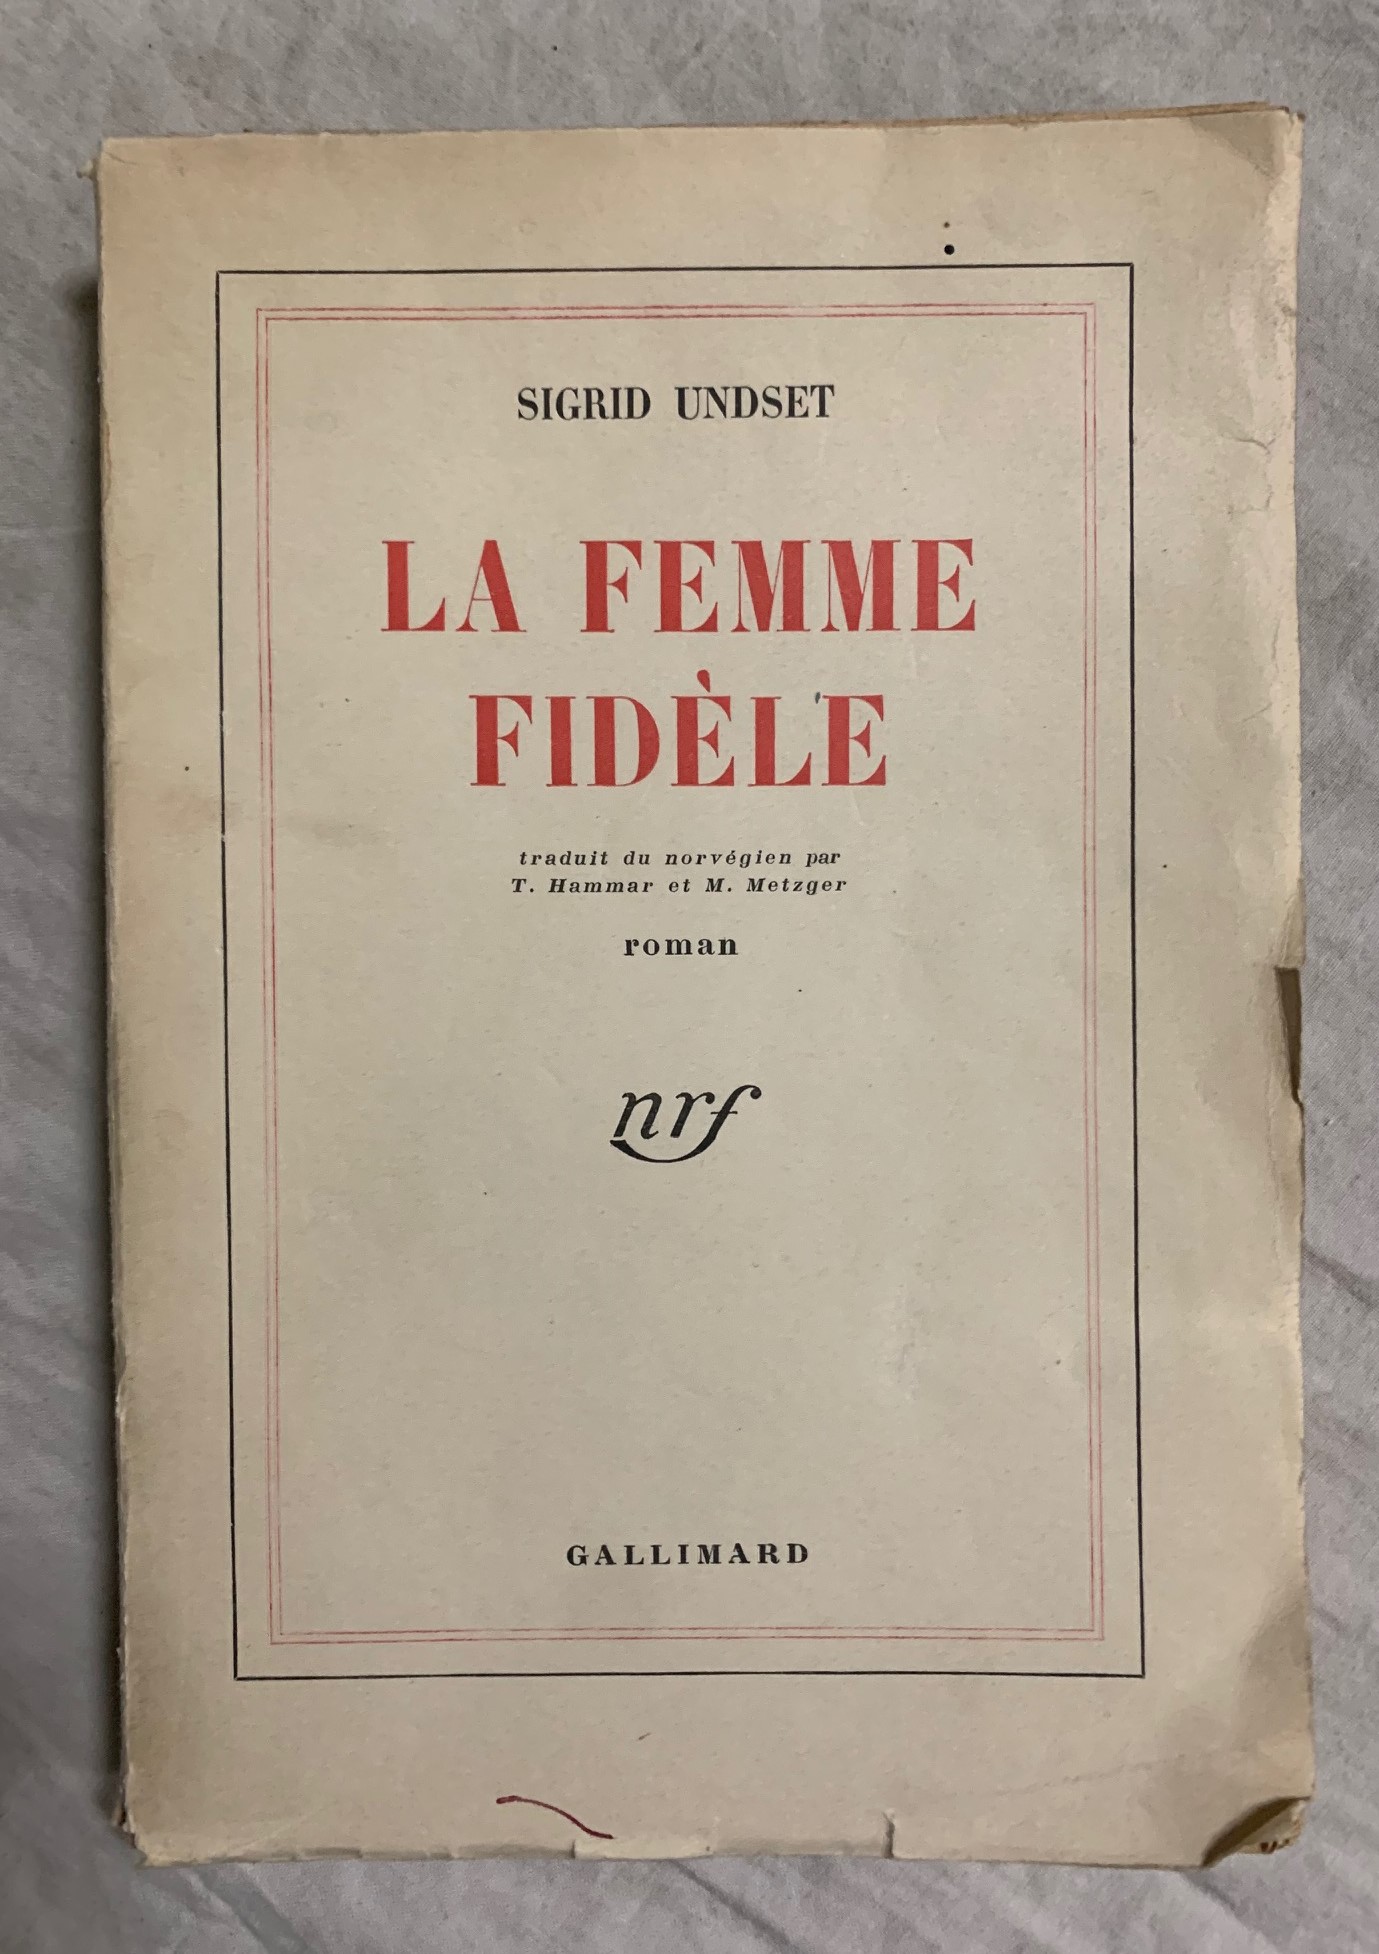 SIGRID UNDSET
LA FEMME
FIDÈLE
traduit du norvégien par
T. Hammar et M. Metzger
roman
nrf
GALLIMARD